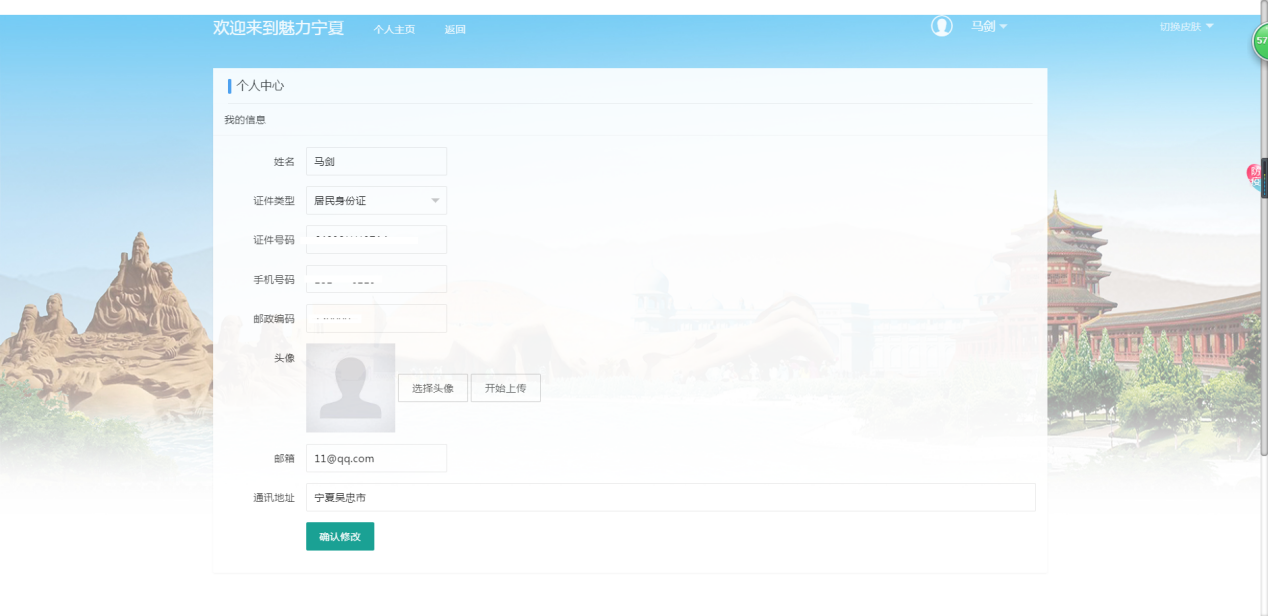 欢迎来到魅力宁夏 个人主页 返回 马剑 切换皮肤
57
个人中心
我的信息
姓名 马剑
防疫
证件类型 居民身份证
证件号码
手机号码
邮政编码
头像
选择头像 开始上传
邮箱 11@qq.com
通讯地址 宁夏吴忠市
确认修改